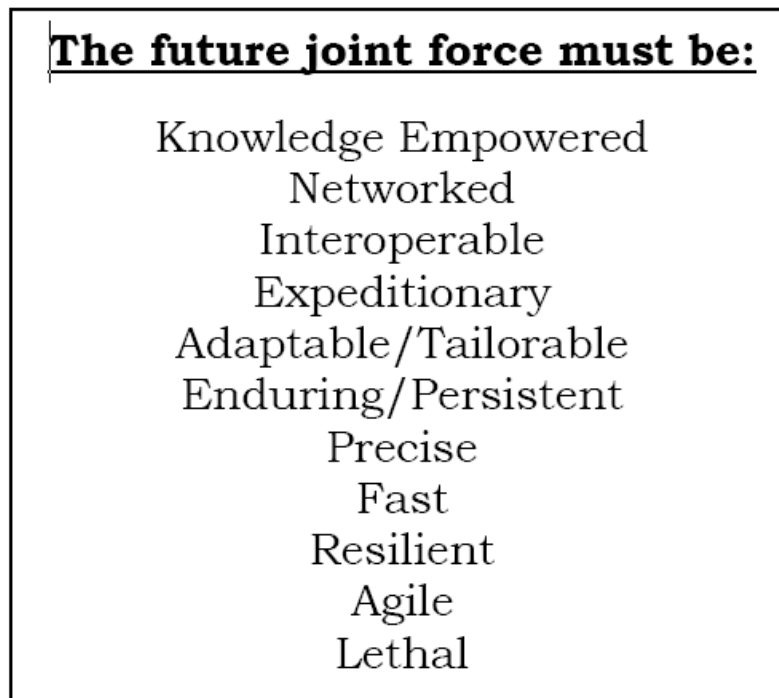 The future joint force must be:
Knowledge Empowered
Networked
Interoperable
Expeditionary
Adaptable/Tailorable
Enduring/Persistent
Precise
Fast
Resilient
Agile
Lethal